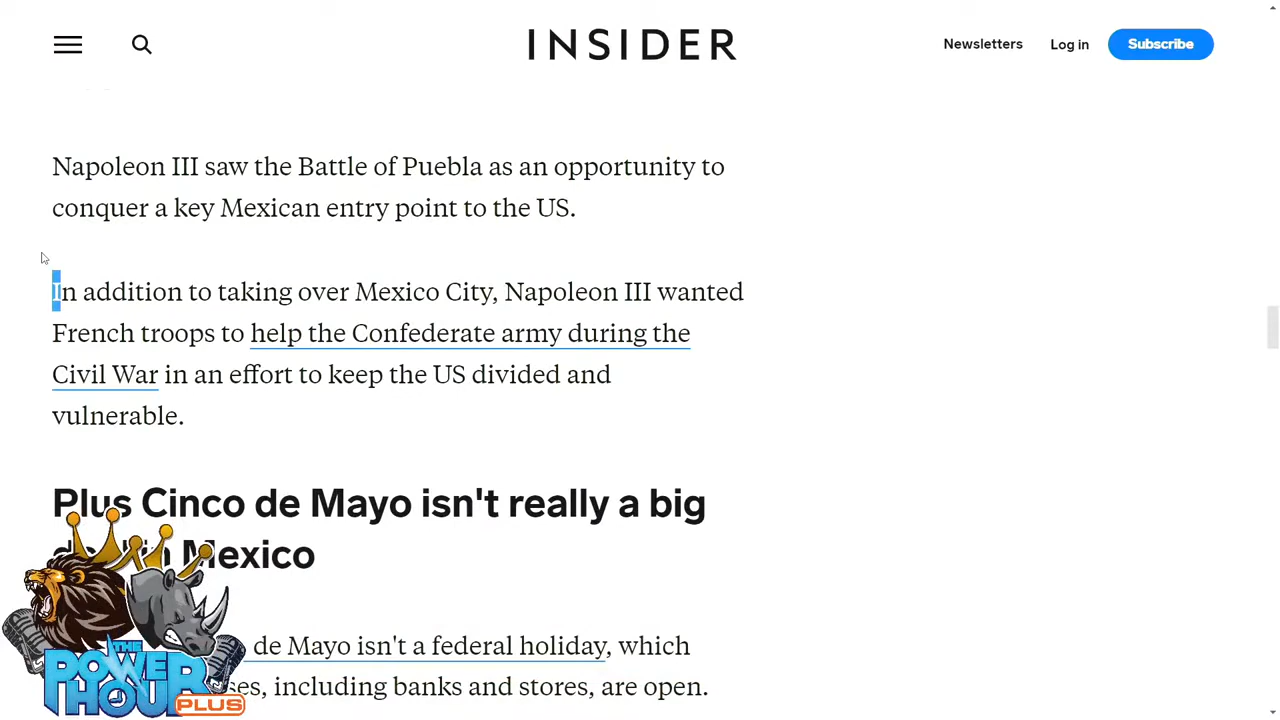 INSIDER
Newsletters
Log in
Subscribe
Napoleon III saw the Battle of Puebla as an opportunity to
conquer a key Mexican entry point to the US.
In addition to taking over Mexico City, Napoleon III wanted
French troops to help the Confederate army during the
Civil War in an effort to keep the US divided and
vulnerable.
Plus Cinco de Mayo isn't really a big
in Mexico
de Mayo isn't a federal holiday, which
ses, including banks and stores, are open.
THE
POWER
HOUR
PLUS